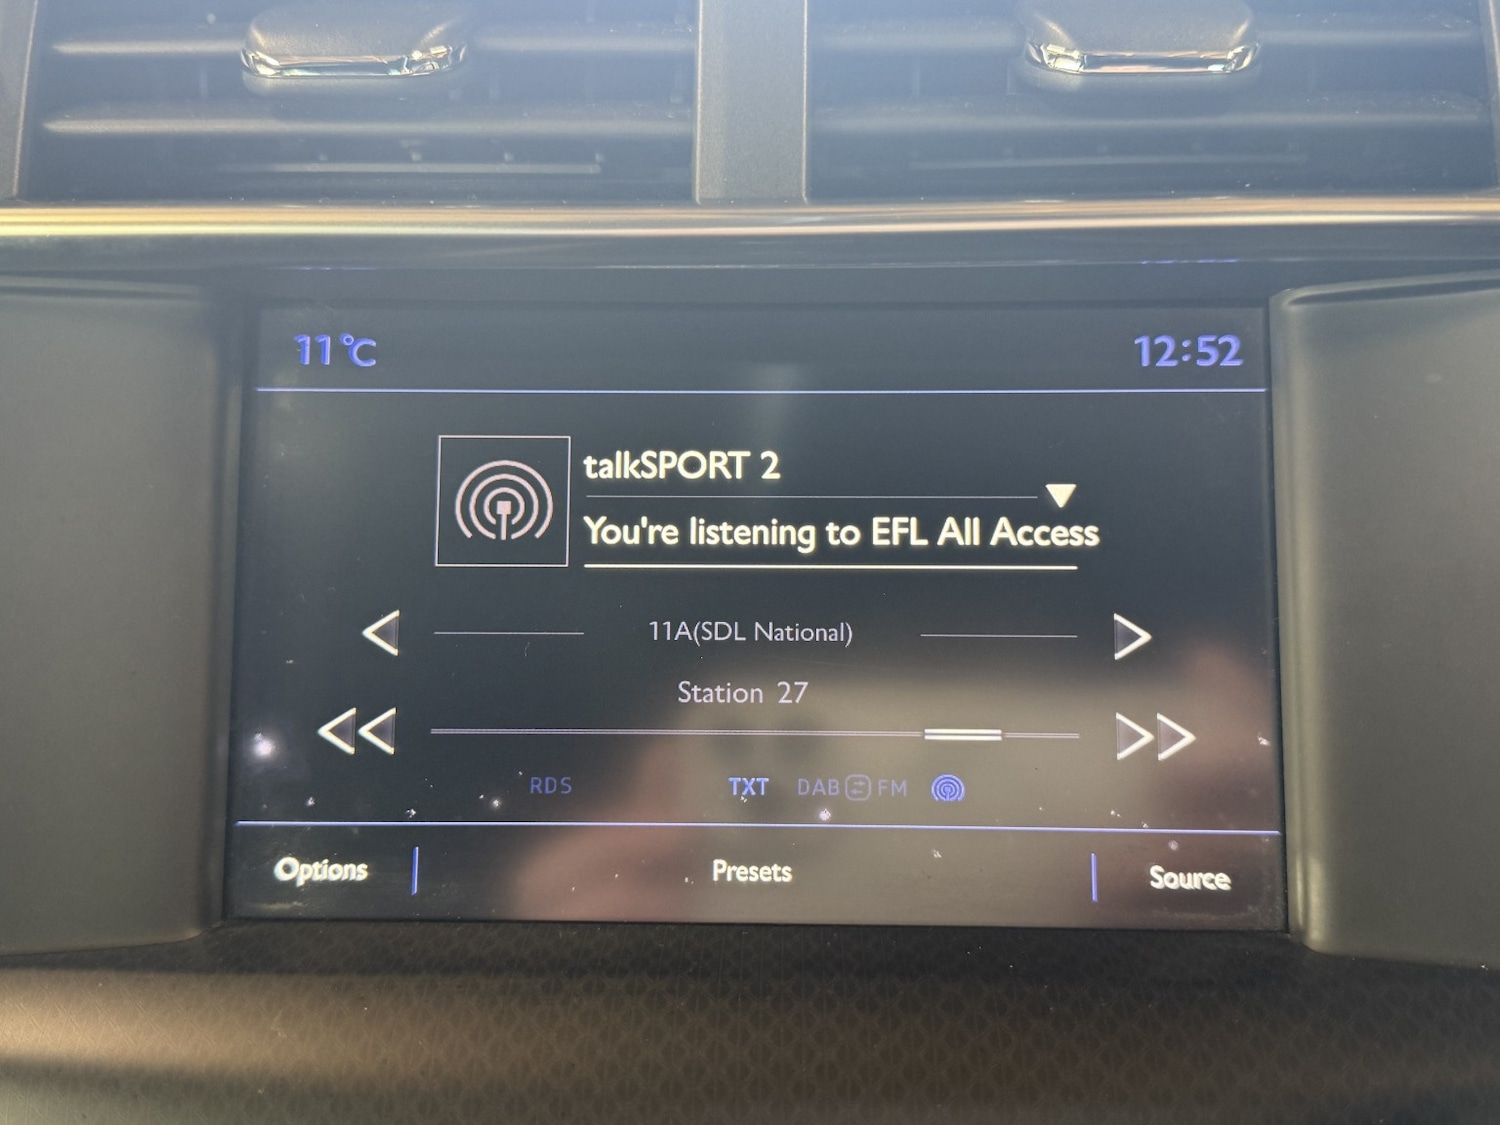 11°C 12:52
talkSPORT 2
You're listening to EFL All Access
11A(SDL National)
Station 27
RDS TXT DAB FM
Options Presets Source